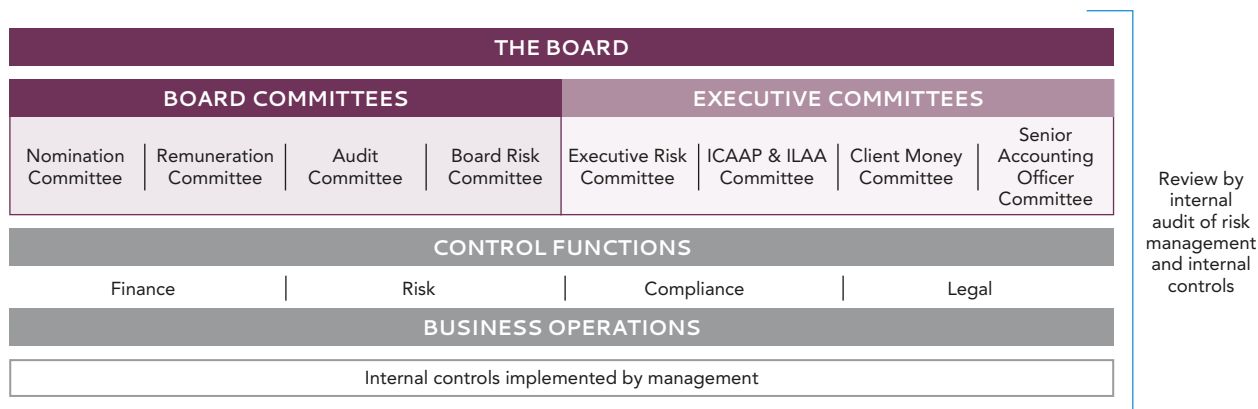 THE BOARD
BOARD COMMITTEES
EXECUTIVE COMMITTEES
Nomination
Committee
Remuneration
Committee
Audit
Committee
Board Risk
Committee
Executive Risk
Committee
ICAAP & ILAA
Committee
Client Money
Committee
Senior
Accounting
Officer
Committee
CONTROL FUNCTIONS
Finance
Risk
Compliance
Legal
BUSINESS OPERATIONS
Internal controls implemented by management
Review by
internal
audit of risk
management
and internal
controls